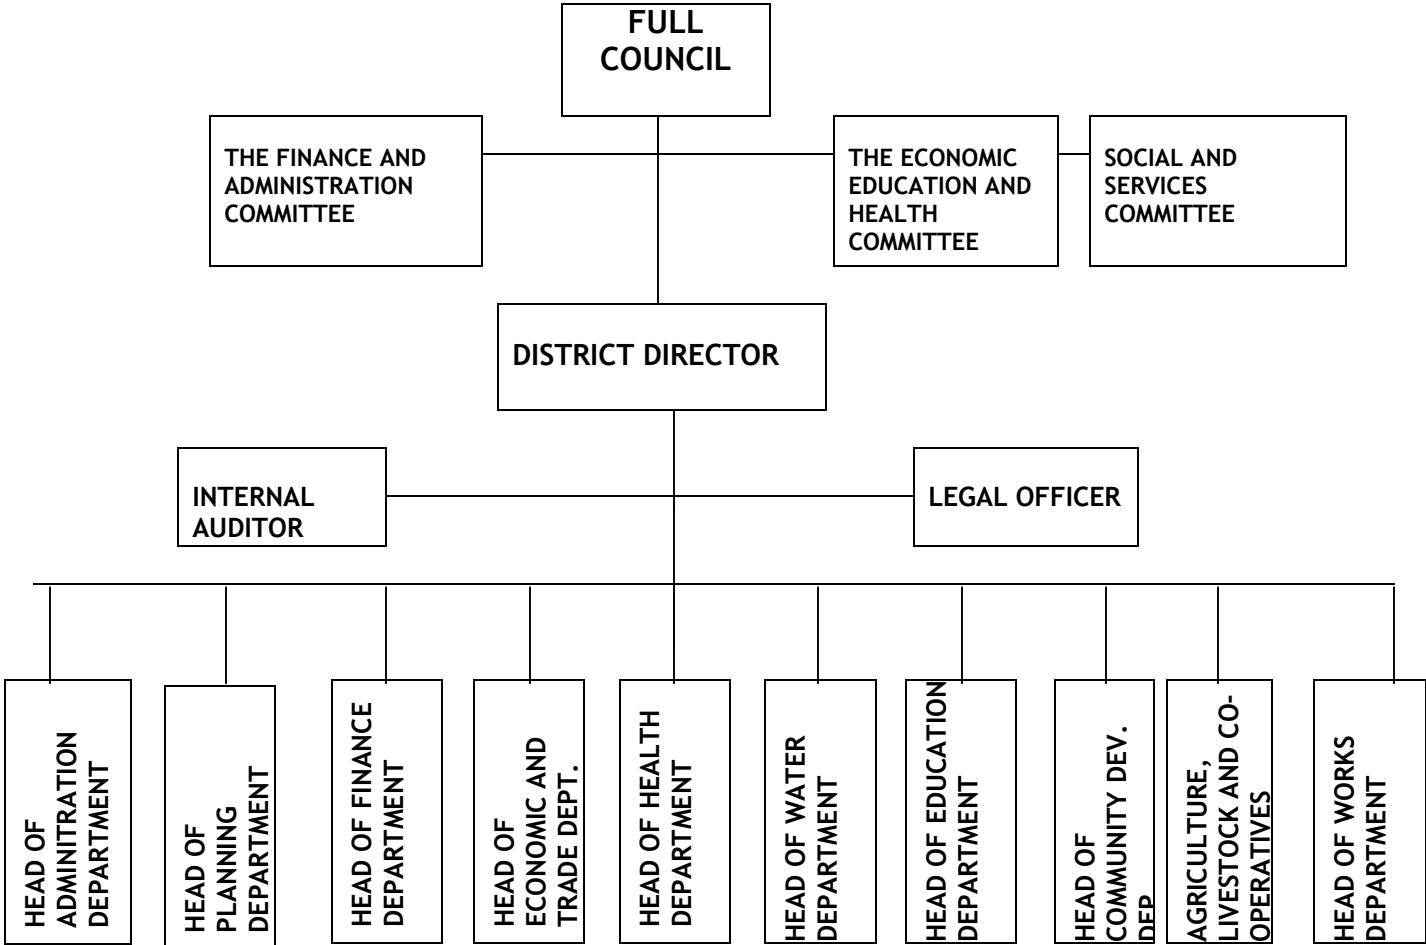 FULL
COUNCIL
THE FINANCE AND
ADMINISTRATION
COMMITTEE
THE ECONOMIC
EDUCATION AND
HEALTH
COMMITTEE
SOCIAL AND
SERVICES
COMMITTEE
DISTRICT DIRECTOR
INTERNAL
AUDITOR
LEGAL OFFICER
HEAD OF
ADMINITRATION
DEPARTMENT
HEAD OF
PLANNING
DEPARTMENT
HEAD OF FINANCE
DEPARTMENT
HEAD OF
ECONOMIC AND
TRADE DEPT.
HEAD OF HEALTH
DEPARTMENT
HEAD OF WATER
DEPARTMENT
HEAD OF EDUCATION
DEPARTMENT
HEAD OF
COMMUNITY DEV.
DEP
AGRICULTURE,
LIVESTOCK AND CO-
OPERATIVES
HEAD OF WORKS
DEPARTMENT